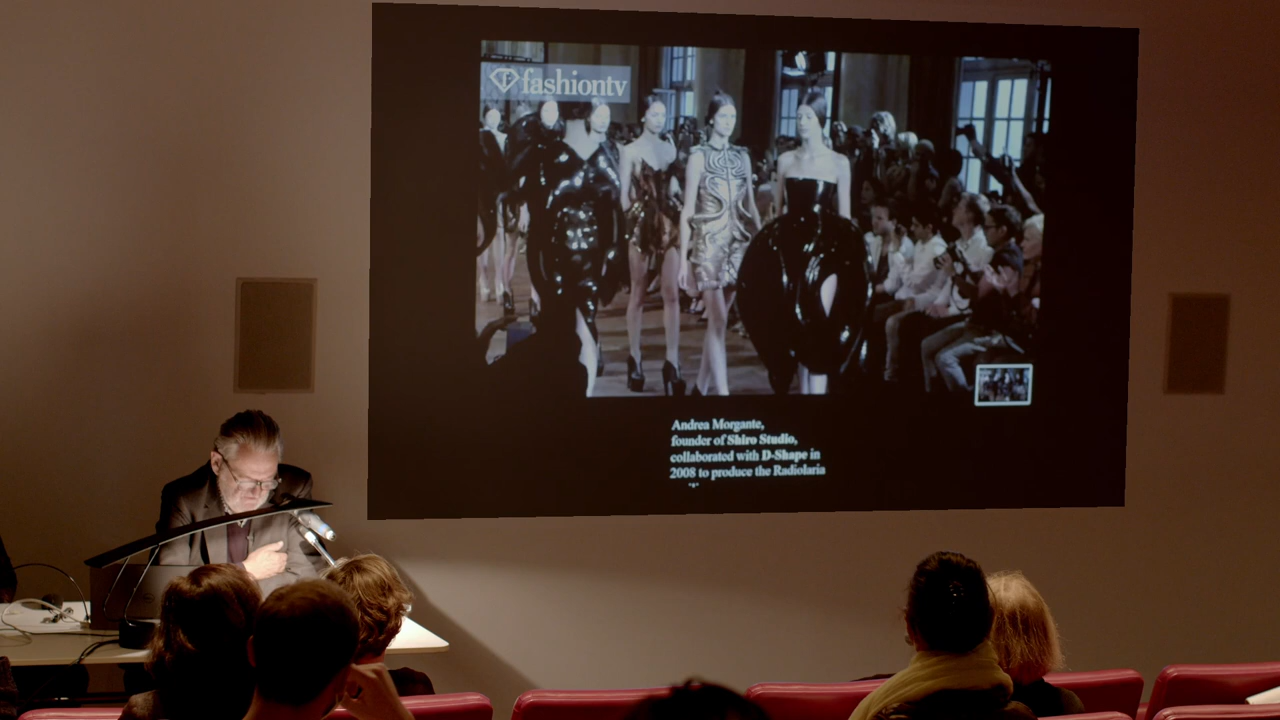 fashiontv
Andrea Morgante,
founder of Shiro Studio,
collaborated with D-Shape in
2008 to produce the Radiolaria